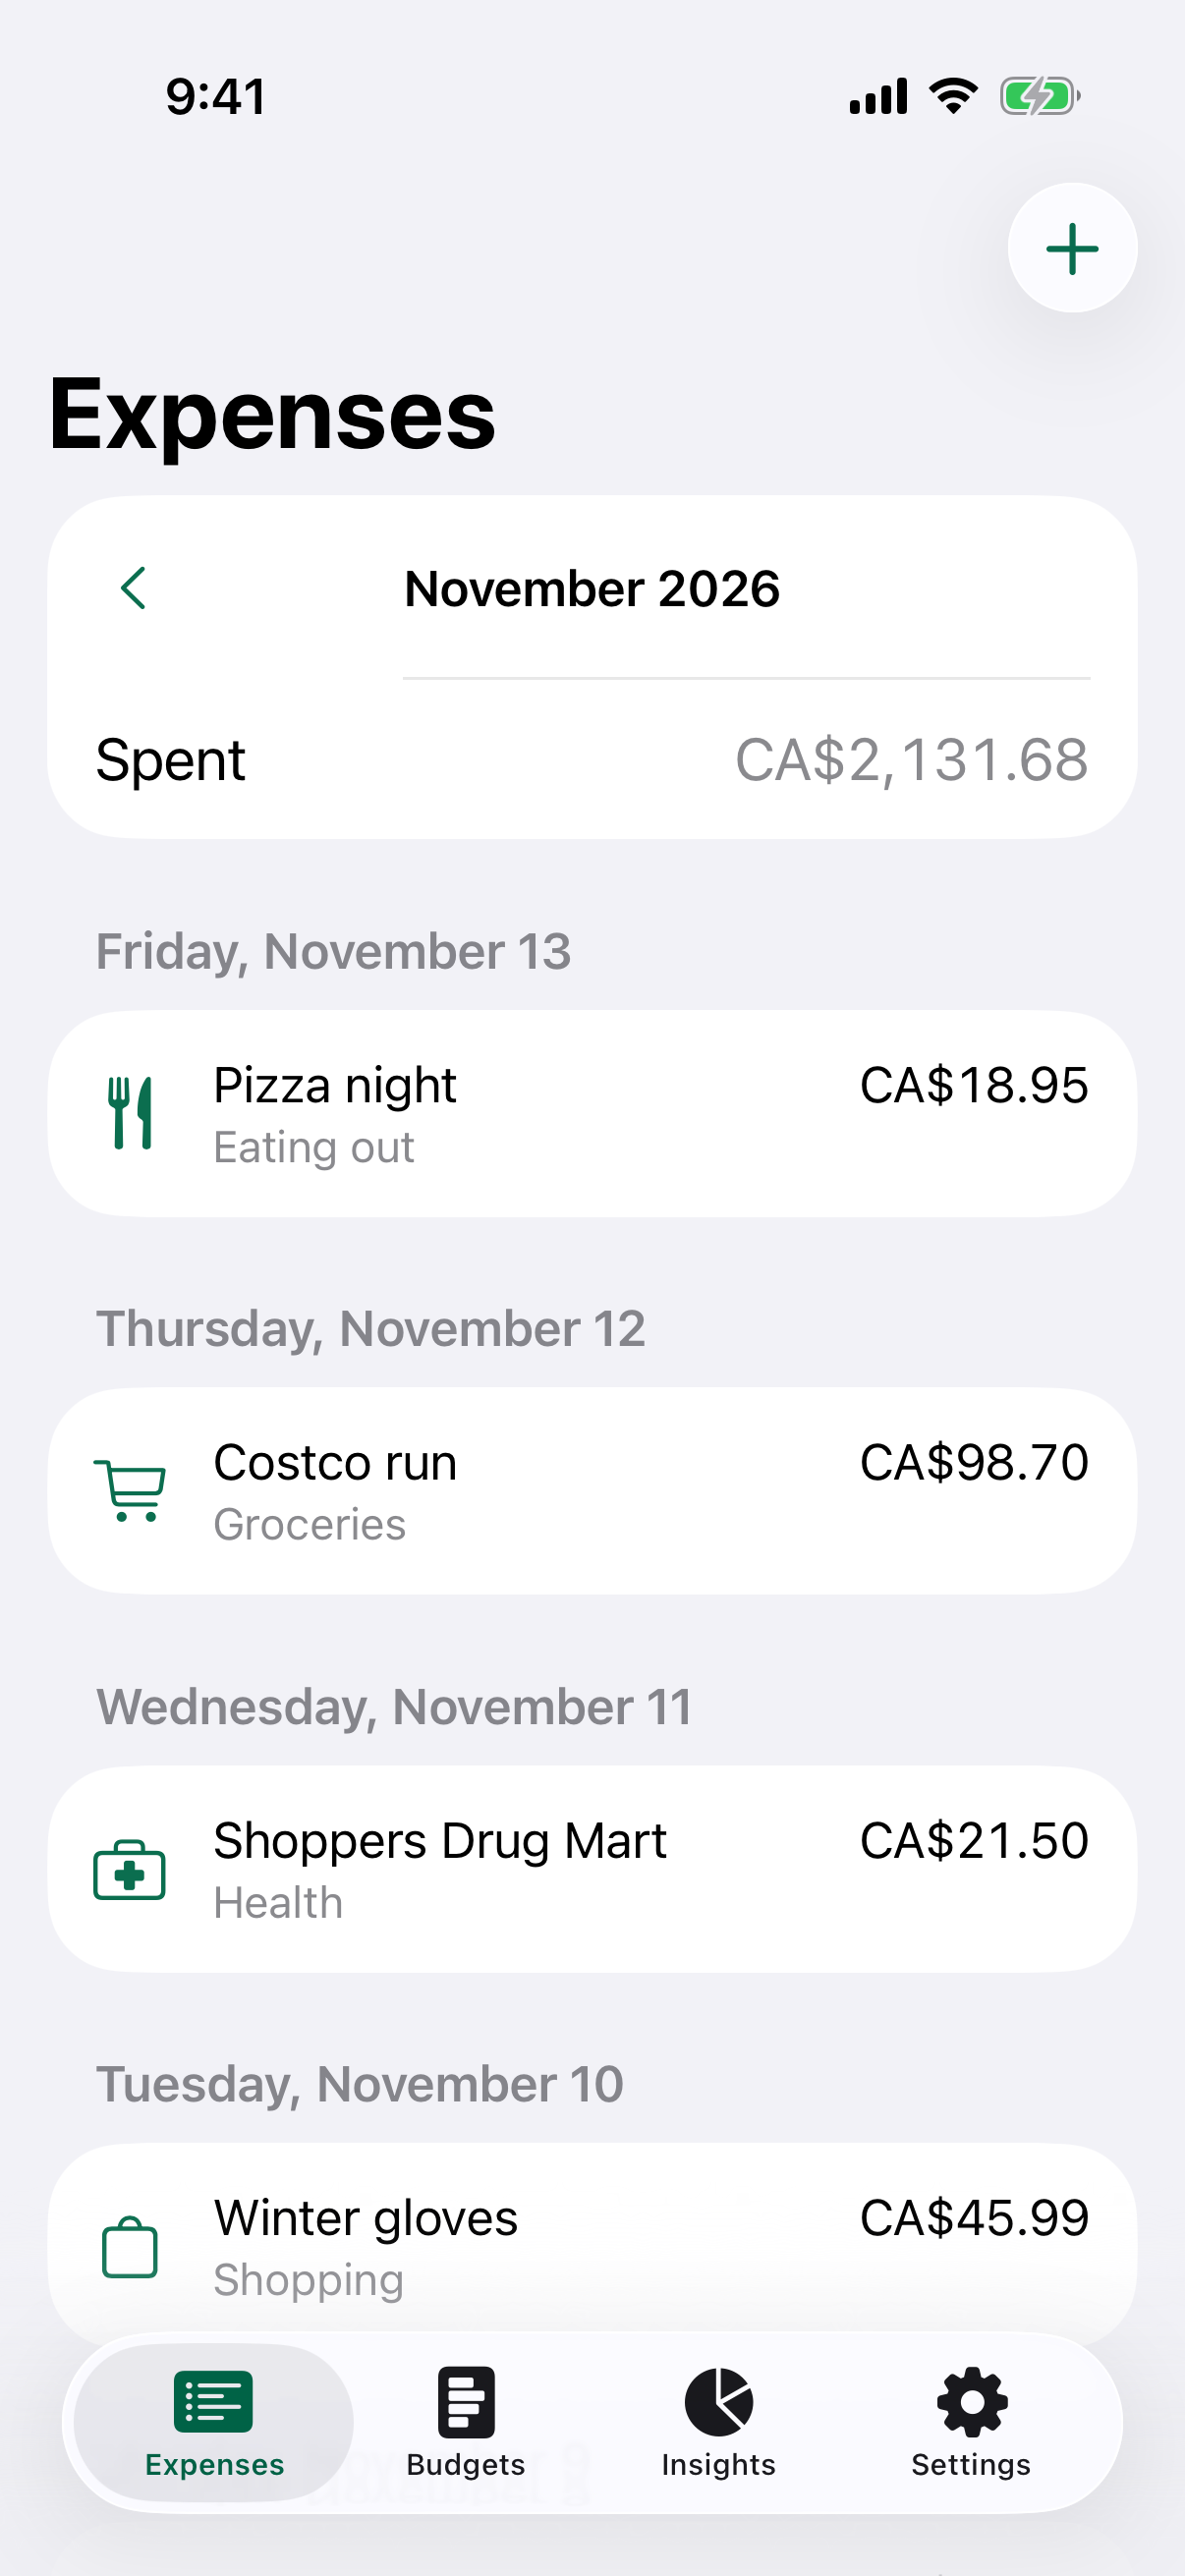 9:41
Expenses
November 2026
Spent CA$2,131.68
Friday, November 13
Pizza night CA$18.95
Eating out
Thursday, November 12
Costco run CA$98.70
Groceries
Wednesday, November 11
Shoppers Drug Mart CA$21.50
Health
Tuesday, November 10
Winter gloves CA$45.99
Shopping
Expenses Budgets Insights Settings